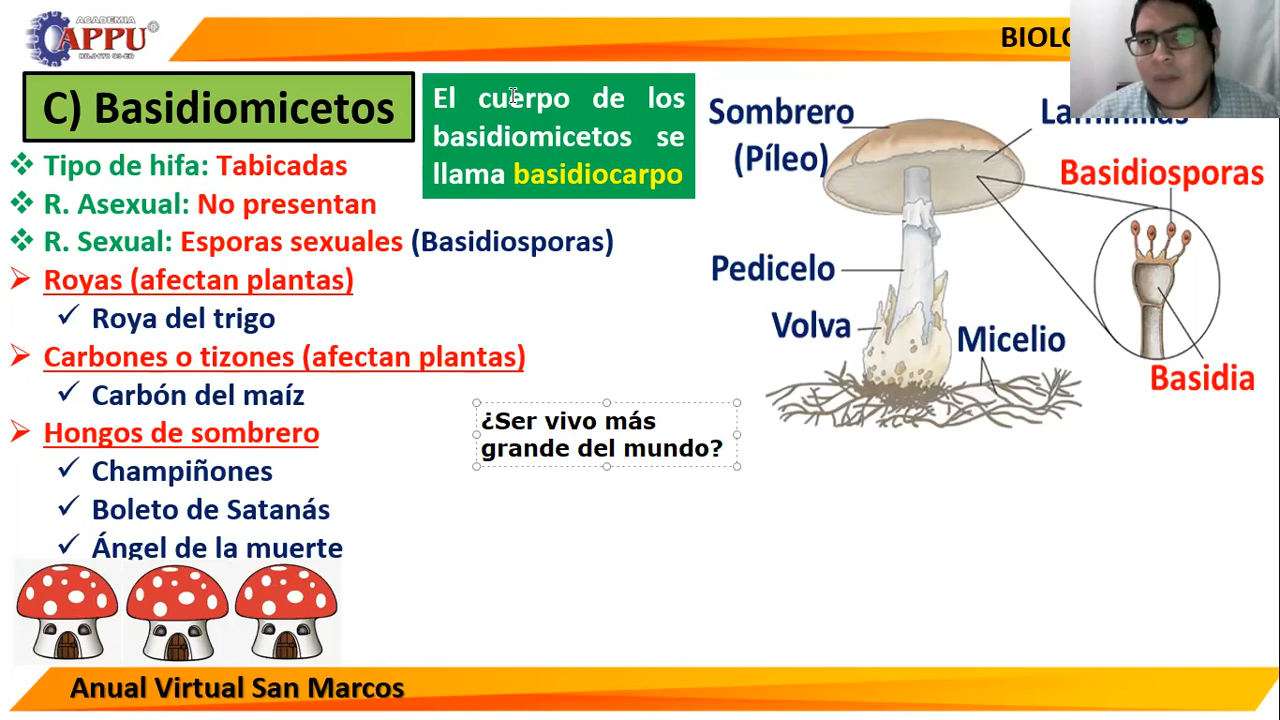 ACADEMIA
APPU
BIOLO
C) Basidiomicetos
El cuerpo de los
basidiomicetos se
llama basidiocarpo
❖ Tipo de hifa: Tabicadas
❖ R. Asexual: No presentan
❖ R. Sexual: Esporas sexuales (Basidiosporas)
➢ Royas (afectan plantas)
✓ Roya del trigo
➢ Carbones o tizones (afectan plantas)
✓ Carbón del maíz
➢ Hongos de sombrero
✓ Champiñones
✓ Boleto de Satanás
✓ Ángel de la muerte
¿Ser vivo más
grande del mundo?
Sombrero
(Píleo)
Laminillas
Basidiosporas
Pedicelo
Volva
Micelio
Basidia
Anual Virtual San Marcos